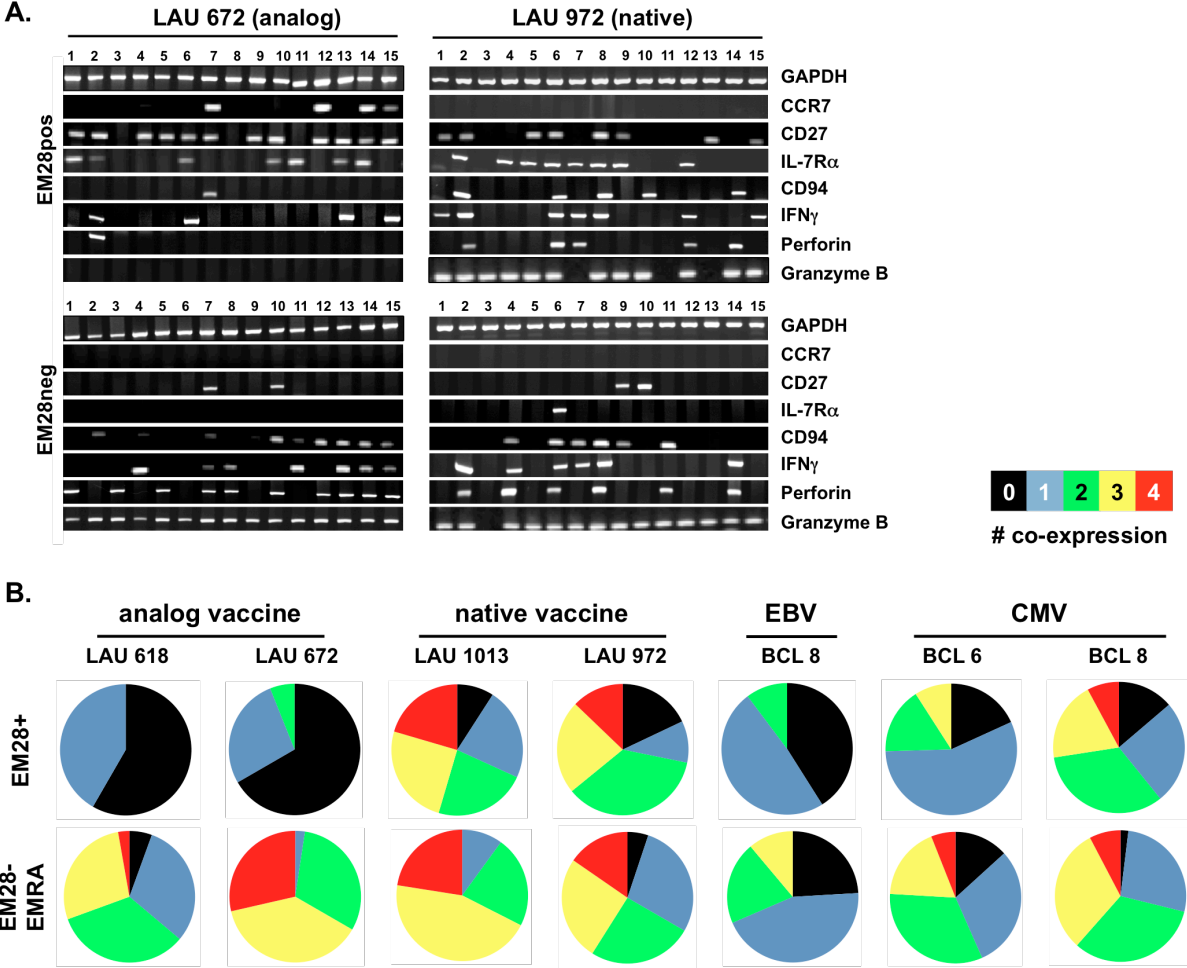 A.
LAU 672 (analog)
LAU 972 (native)
1 2 3 4 5 6 7 8 9 10 11 12 13 14 15
1 2 3 4 5 6 7 8 9 10 11 12 13 14 15
EM28pos
GAPDH
CCR7
CD27
IL-7Rα
CD94
IFNγ
Perforin
Granzyme B
1 2 3 4 5 6 7 8 9 10 11 12 13 14 15
1 2 3 4 5 6 7 8 9 10 11 12 13 14 15
EM28neg
GAPDH
CCR7
CD27
IL-7Rα
CD94
IFNγ
Perforin
Granzyme B
0 1 2 3 4
# co-expression
B.
analog vaccine
native vaccine
EBV
CMV
LAU 618
LAU 672
LAU 1013
LAU 972
BCL 8
BCL 6
BCL 8
EM28+
EM28-
EMRA